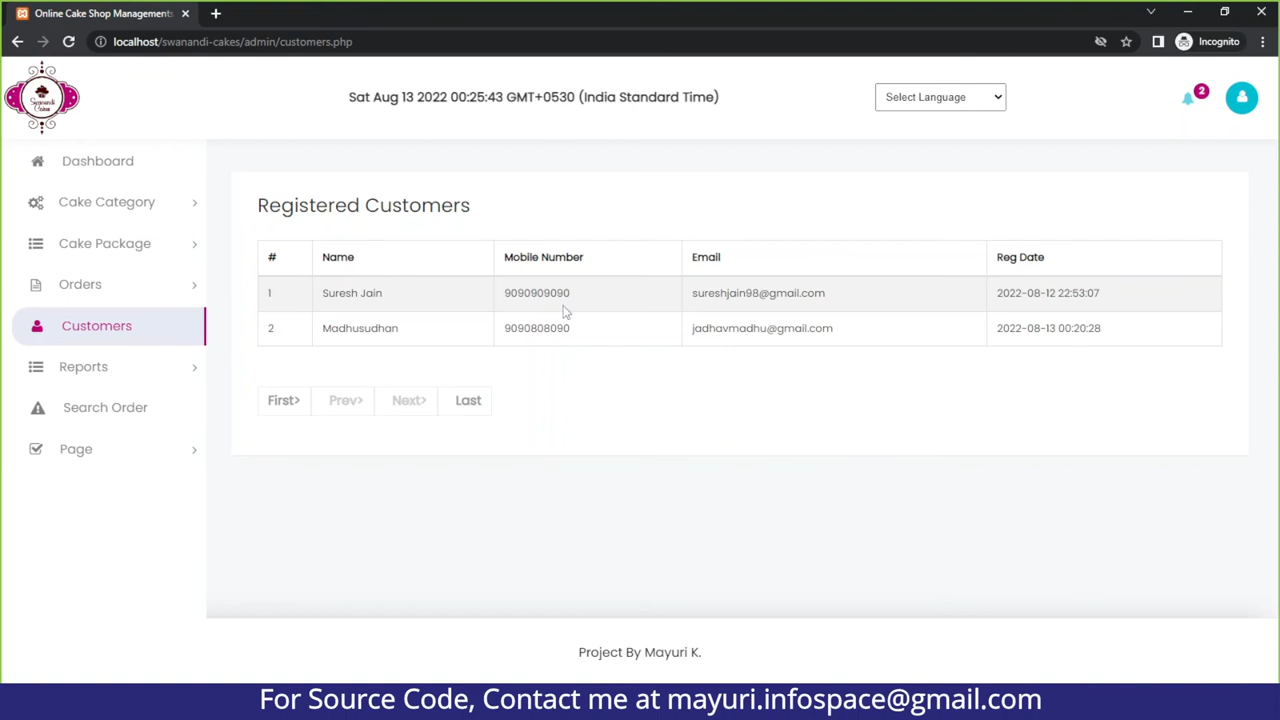 Online Cake Shop Managements
localhost/swanandi-cakes/admin/customers.php
Incognito
Swanandi
Cakes
Sat Aug 13 2022 00:25:43 GMT+0530 (India Standard Time)
Select Language
2
Dashboard
Cake Category
Cake Package
Orders
Customers
Reports
Search Order
Page
Registered Customers
# Name Mobile Number Email Reg Date
1 Suresh Jain 9090909090 sureshjain98@gmail.com 2022-08-12 22:53:07
2 Madhusudhan 9090808090 jadhavmadhu@gmail.com 2022-08-13 00:20:28
First> Prev> Next> Last
Project By Mayuri K.
For Source Code, Contact me at mayuri.infospace@gmail.com